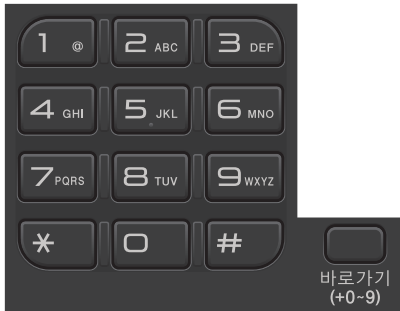 1 @ 2 ABC 3 DEF
4 GHI 5 JKL 6 MNO
7 PQRS 8 TUV 9 WXYZ
* 0 #
바로가기
(+0~9)